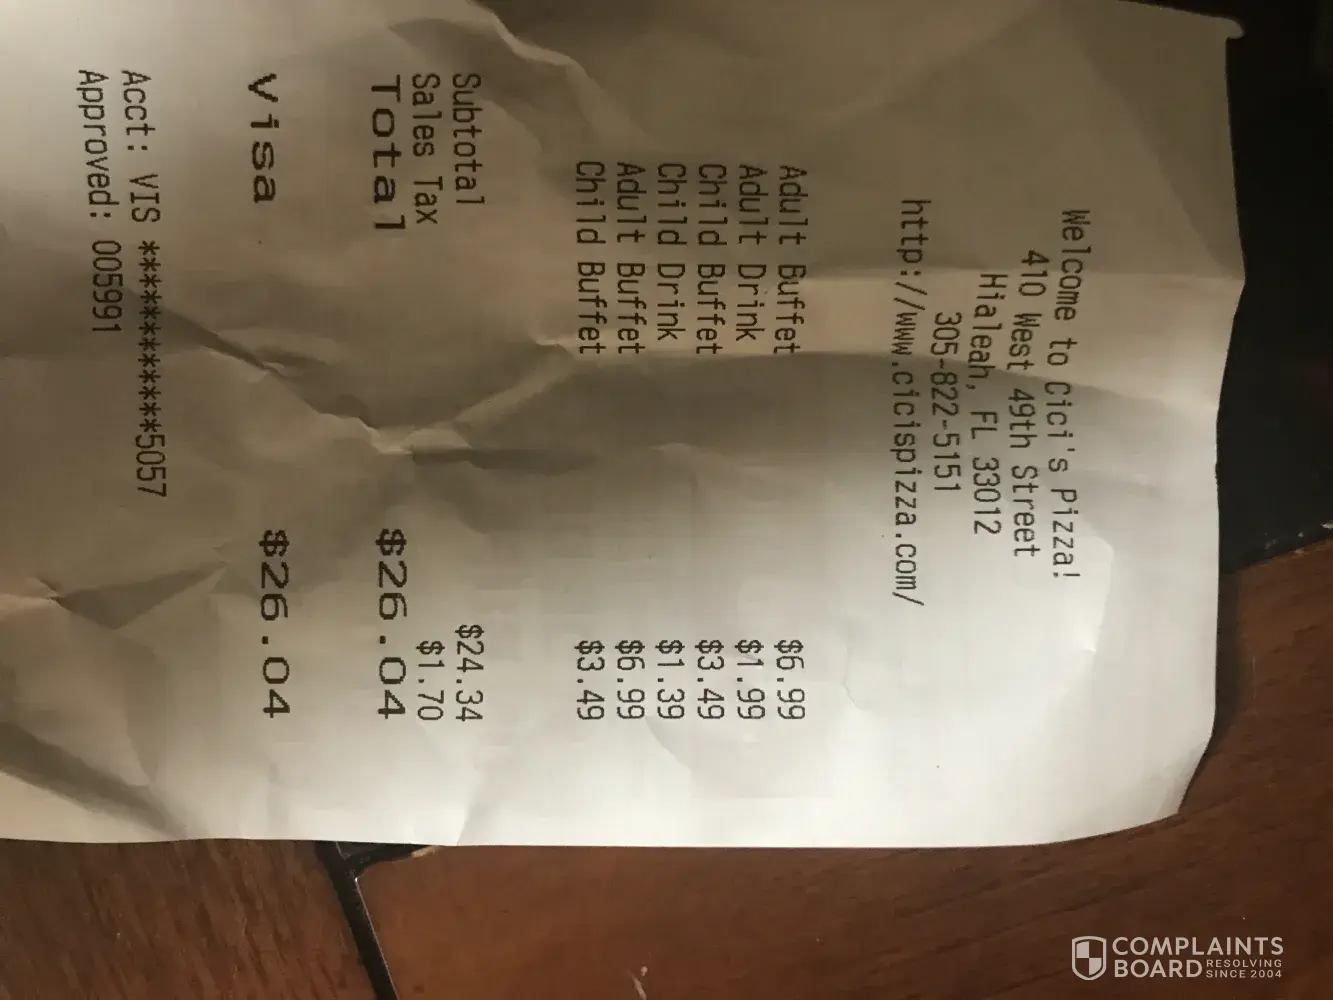 Welcome to Cici's Pizza!
410 West 49th Street
Hialeah, FL 33012
305-822-5151
http://www.cicispizza.com/
Adult Buffet $6.99
Adult Drink $1.99
Child Buffet $3.49
Child Drink $1.39
Adult Buffet $6.99
Child Buffet $3.49
Subtotal $24.34
Sales Tax $1.70
Total $26.04
Visa $26.04
Acct: VIS ************5057
Approved: 005991
COMPLAINTS
BOARD RESOLVING
SINCE 2004